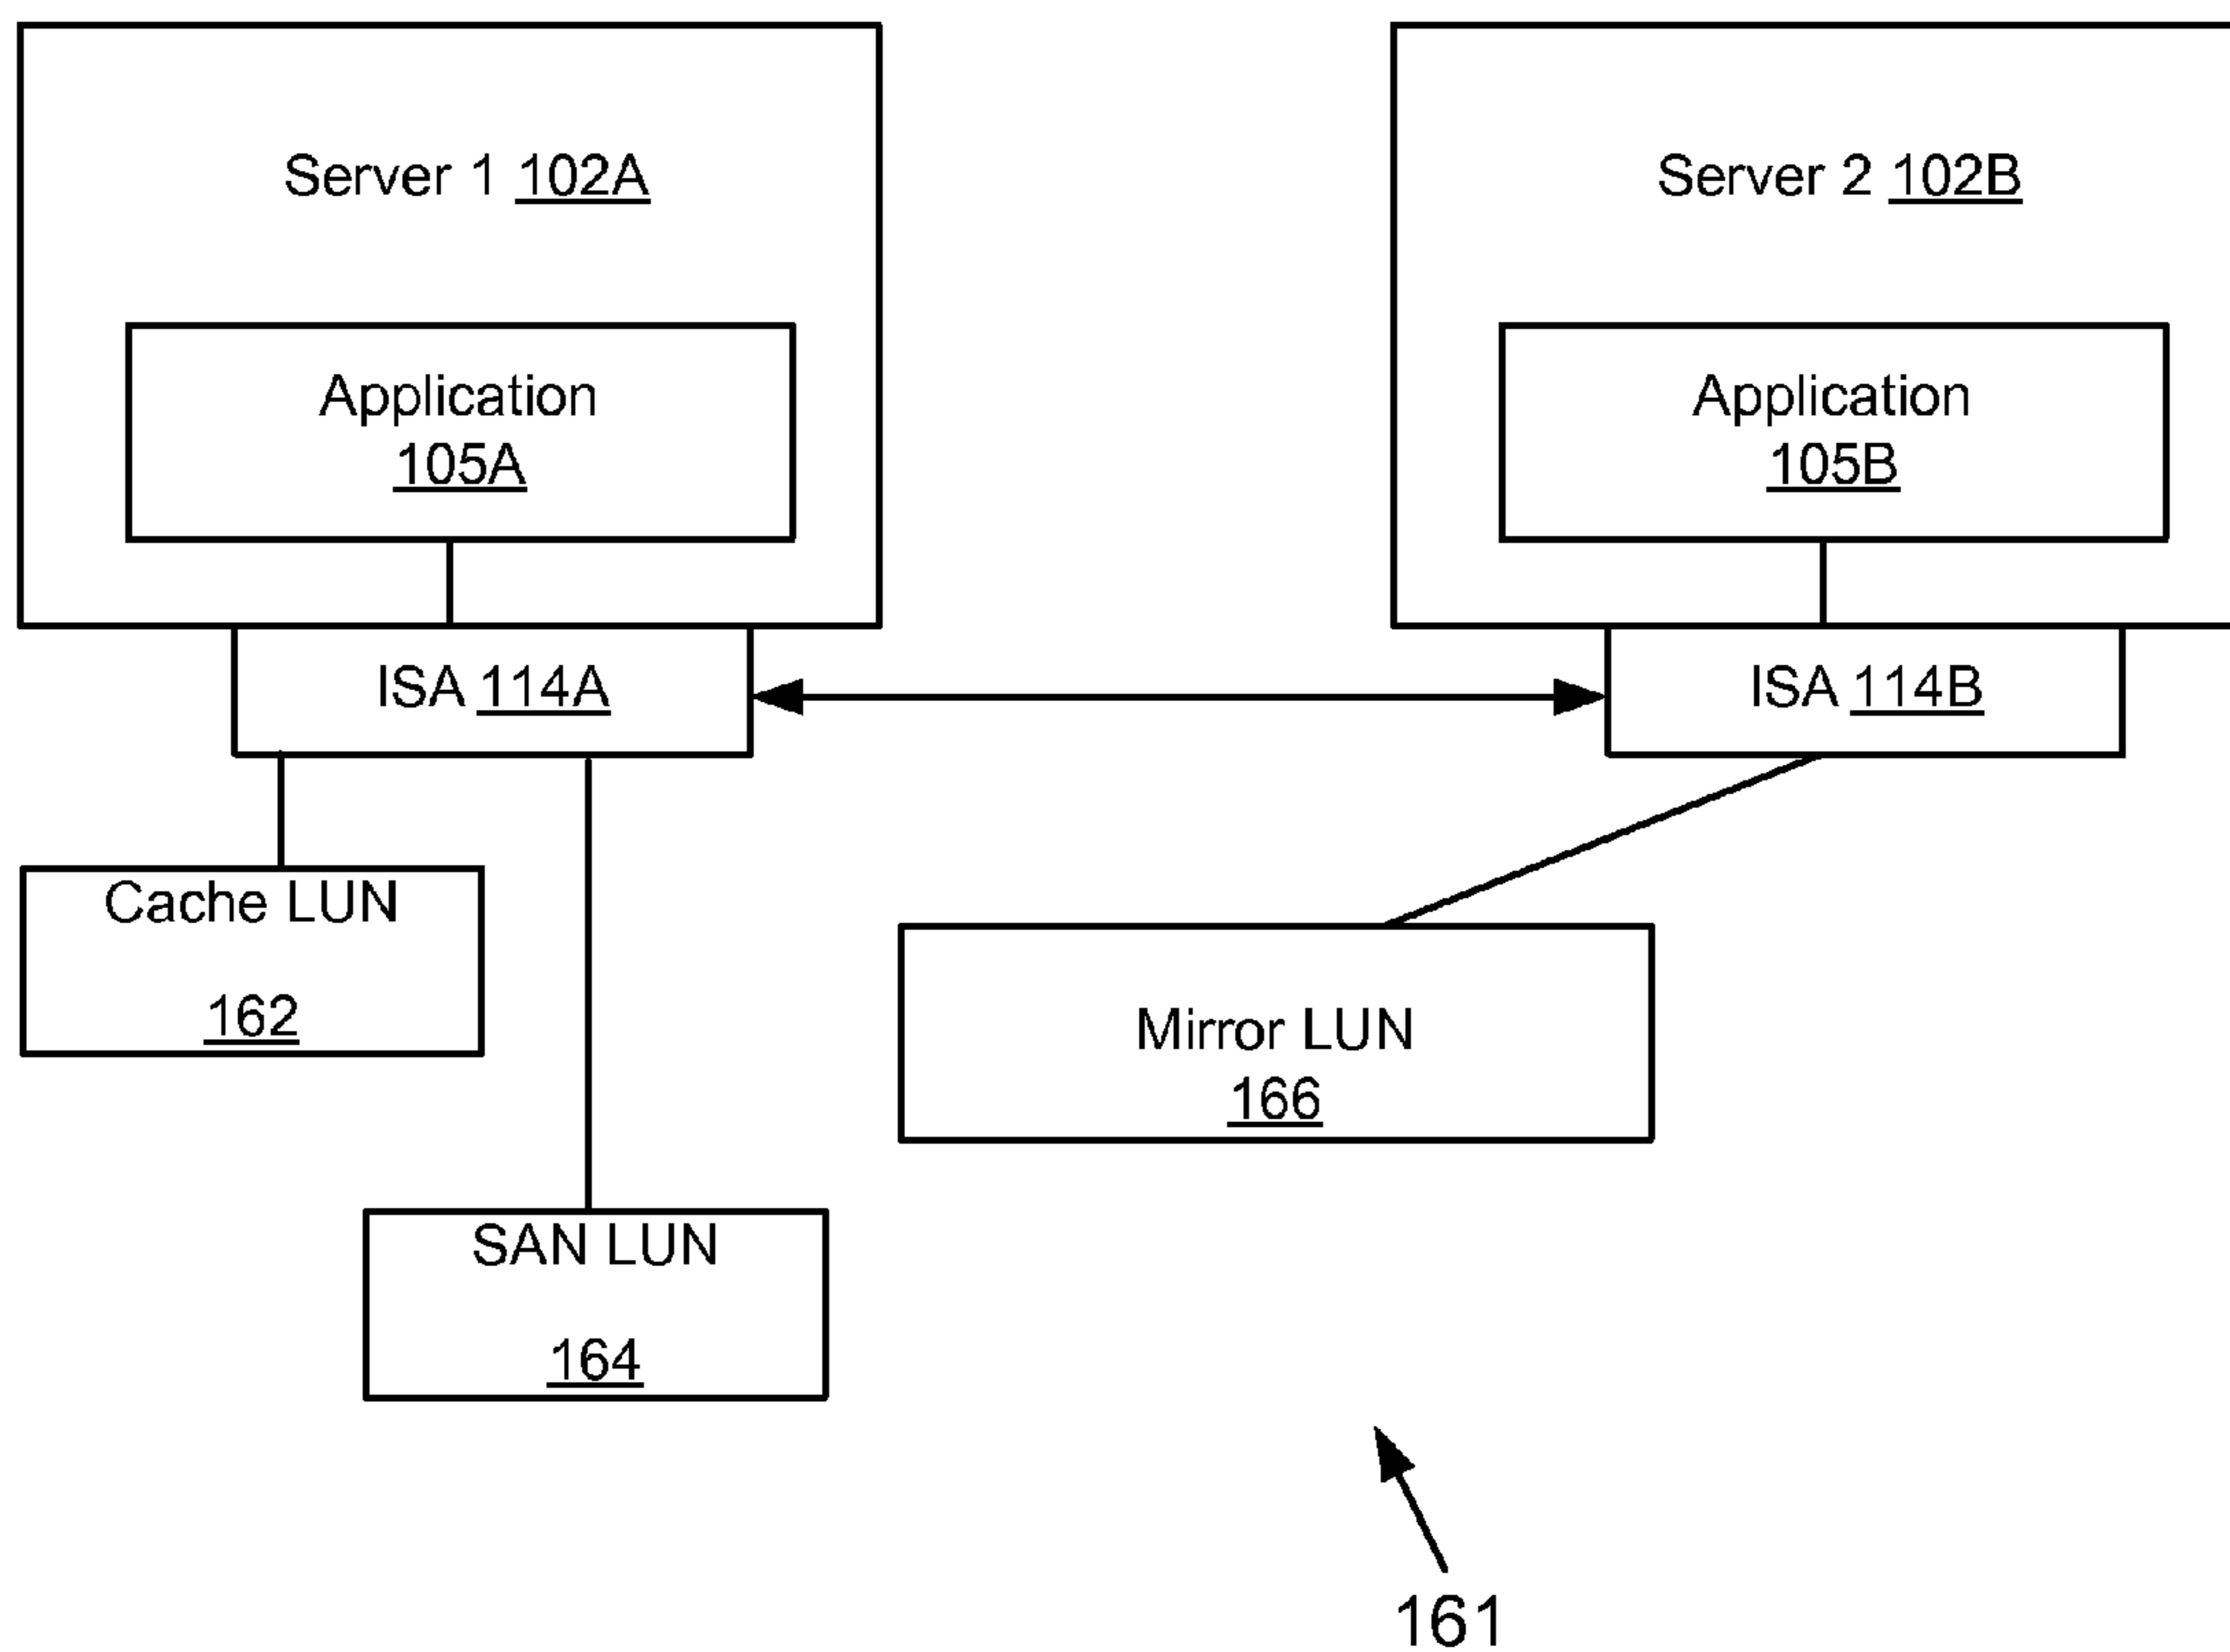 Server 1 102A
Server 2 102B
Application
105A
Application
105B
ISA 114A
ISA 114B
Cache LUN
162
Mirror LUN
166
SAN LUN
164
161